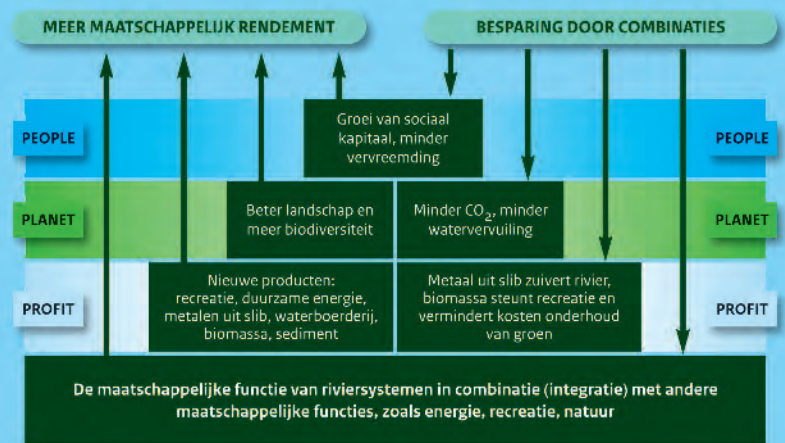 MEER MAATSCHAPPELIJK RENDEMENT
BESPARING DOOR COMBINATIES
PEOPLE
Groei van sociaal
kapitaal, minder
vervreemding
PEOPLE
PLANET
Beter landschap en
meer biodiversiteit
Minder CO₂, minder
watervervuiling
PLANET
PROFIT
Nieuwe producten:
recreatie, duurzame energie,
metalen uit slib, waterboerderij,
biomassa, sediment
Metaal uit slib zuivert rivier,
biomassa steunt recreatie en
vermindert kosten onderhoud
van groen
PROFIT
De maatschappelijke functie van riviersystemen in combinatie (integratie) met andere
maatschappelijke functies, zoals energie, recreatie, natuur